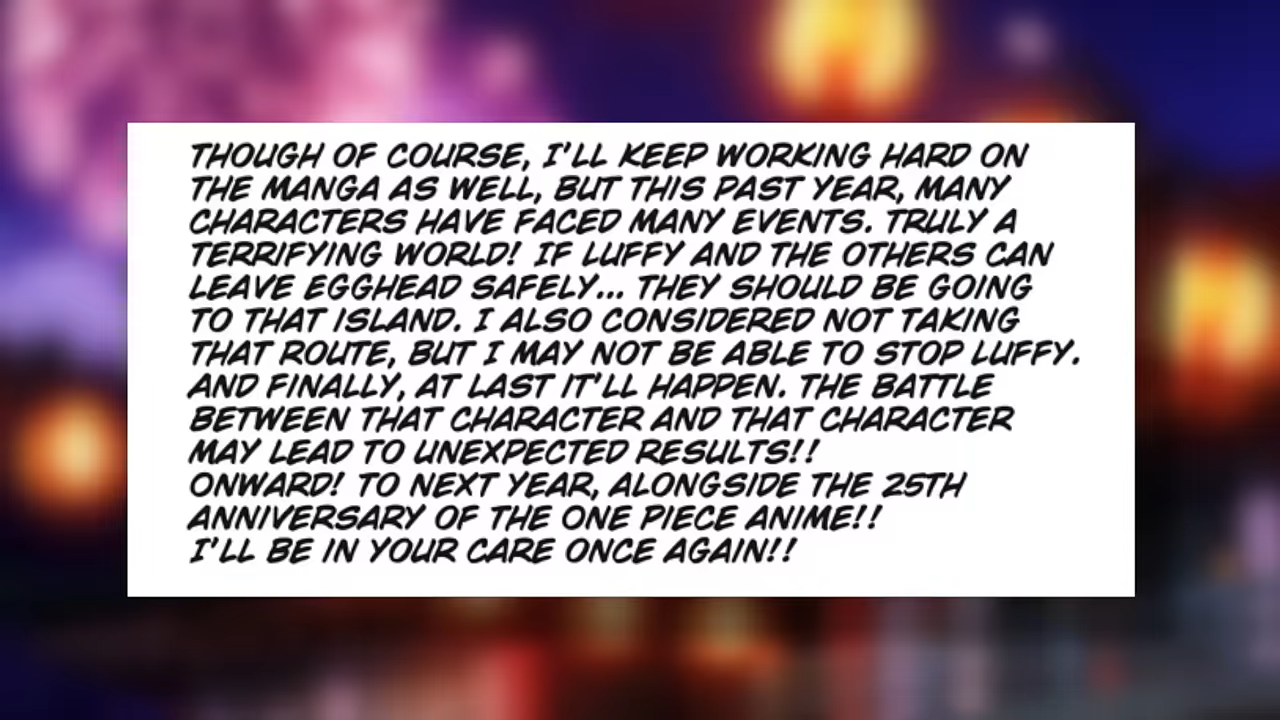 THOUGH OF COURSE, I'LL KEEP WORKING HARD ON
THE MANGA AS WELL, BUT THIS PAST YEAR, MANY
CHARACTERS HAVE FACED MANY EVENTS. TRULY A
TERRIFYING WORLD! IF LUFFY AND THE OTHERS CAN
LEAVE EGGHEAD SAFELY... THEY SHOULD BE GOING
TO THAT ISLAND. I ALSO CONSIDERED NOT TAKING
THAT ROUTE, BUT I MAY NOT BE ABLE TO STOP LUFFY.
AND FINALLY, AT LAST IT'LL HAPPEN. THE BATTLE
BETWEEN THAT CHARACTER AND THAT CHARACTER
MAY LEAD TO UNEXPECTED RESULTS!!
ONWARD! TO NEXT YEAR, ALONGSIDE THE 25TH
ANNIVERSARY OF THE ONE PIECE ANIME!!
I'LL BE IN YOUR CARE ONCE AGAIN!!